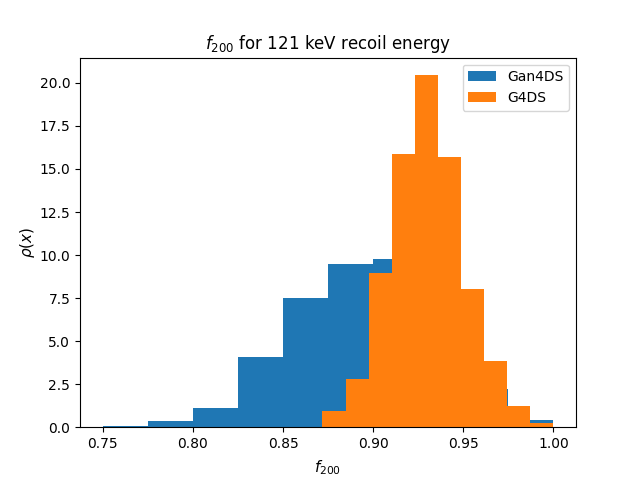 f₂₀₀ for 121 keV recoil energy
Gan4DS
G4DS
ρ(x)
20.0
17.5
15.0
12.5
10.0
7.5
5.0
2.5
0.0
0.75 0.80 0.85 0.90 0.95 1.00
f₂₀₀